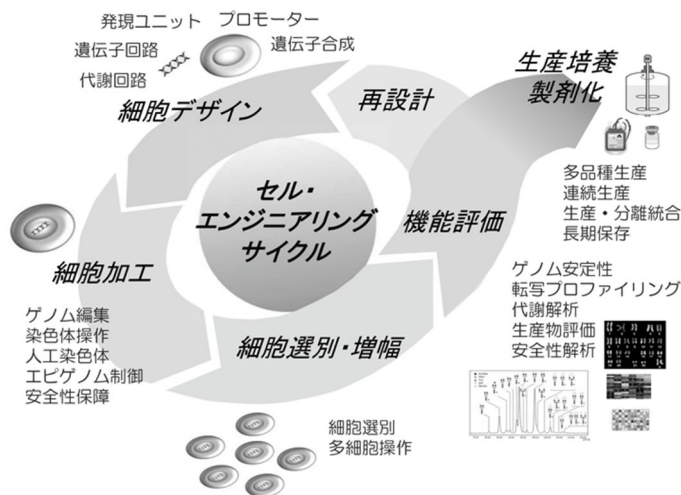 発現ユニット　プロモーター
遺伝子回路
遺伝子合成
代謝回路
細胞デザイン
再設計
生産培養
製剤化
多品種生産
連続生産
生産・分離統合
長期保存
セル・
エンジニアリング
サイクル
機能評価
ゲノム安定性
転写プロファイリング
代謝解析
生産物評価
安全性解析
細胞加工
ゲノム編集
染色体操作
人工染色体
エピゲノム制御
安全性保障
細胞選別・増幅
細胞選別
多細胞操作